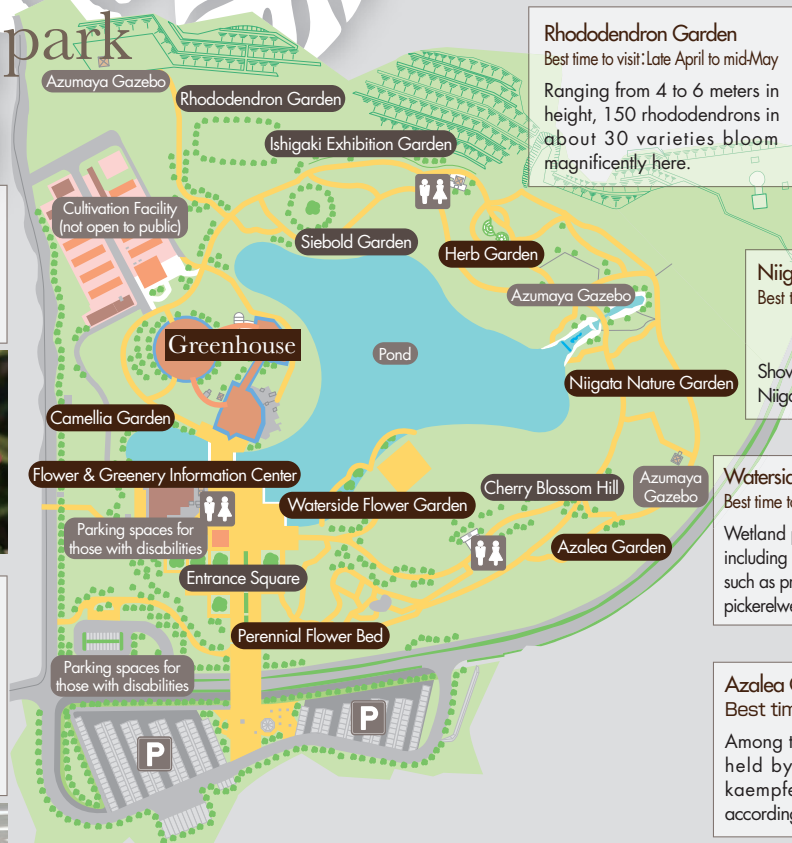 park
Azumaya Gazebo
Rhododendron Garden
Ishigaki Exhibition Garden
Cultivation Facility
(not open to public)
Siebold Garden
Herb Garden
Azumaya Gazebo
Greenhouse
Pond
Niigata Nature Garden
Camellia Garden
Flower & Greenery Information Center
Waterside Flower Garden
Cherry Blossom Hill
Azumaya
Gazebo
Parking spaces for
those with disabilities
Azalea Garden
Entrance Square
Perennial Flower Bed
Parking spaces for
those with disabilities
P
P
Rhododendron Garden
Best time to visit:Late April to mid-May
Ranging from 4 to 6 meters in
height, 150 rhododendrons in
about 30 varieties bloom
magnificently here.
Niig
Best t
Show
Niiga
Watersid
Best time to
Wetland p
including
such as pr
pickerelwe
Azalea
Best tim
Among t
held by
kaempfe
according